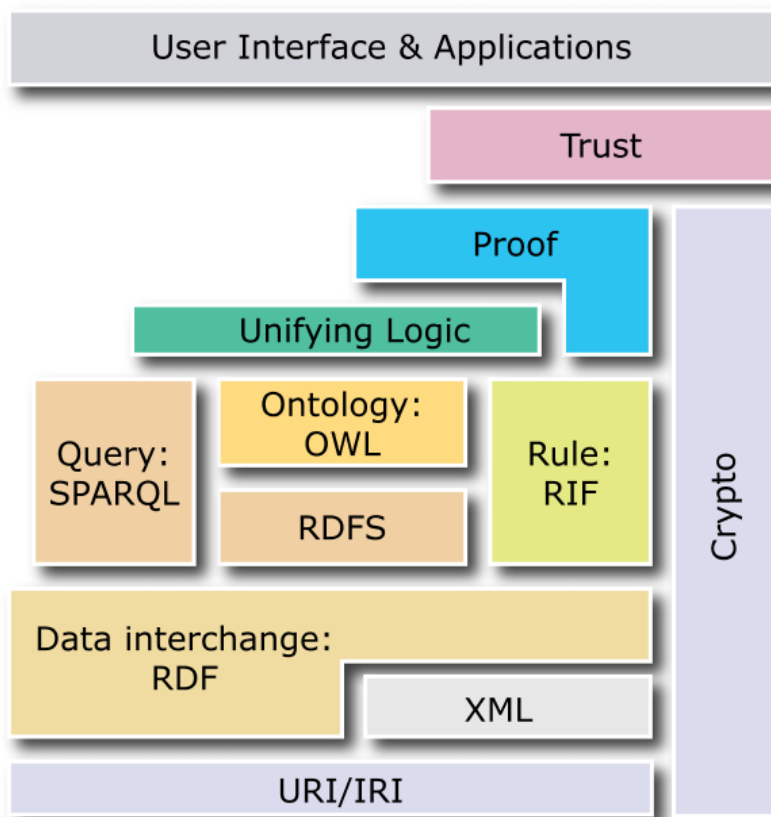 User Interface & Applications
Trust
Proof
Unifying Logic
Query:
SPARQL
Ontology:
OWL
Rule:
RIF
RDFS
Crypto
Data interchange:
RDF
XML
URI/IRI